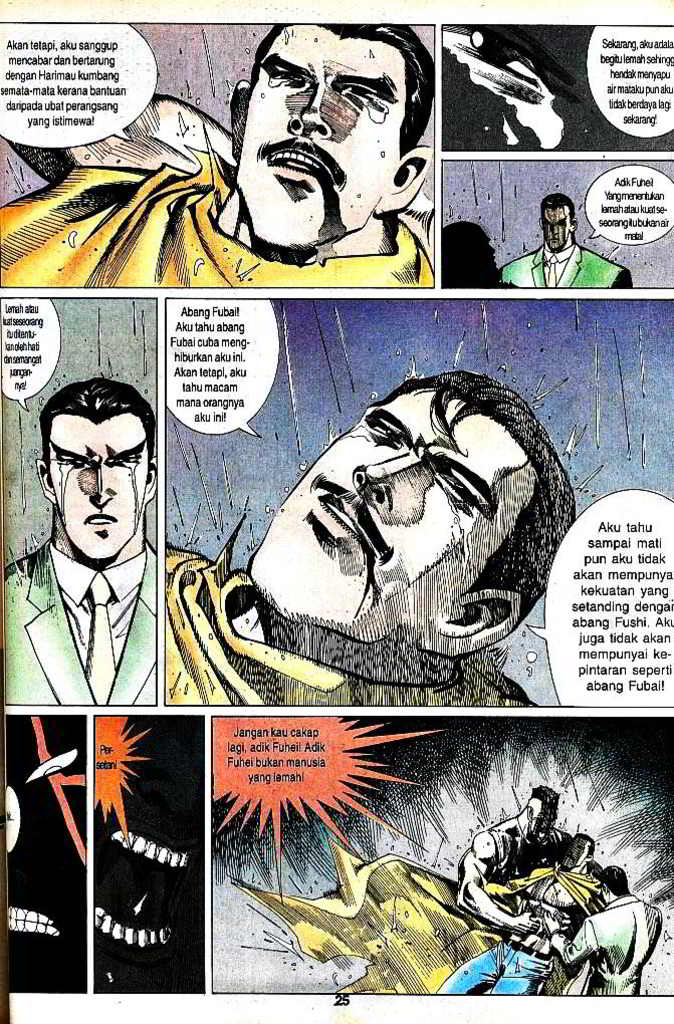 Akan tetapi, aku sanggup
mencabar dan bertarung
dengan Harimau kumbang
semata-mata kerana bantuan
daripada ubat perangsang
yang istimewa!
Sekarang, aku adala
begitu lemah sehingg
hendak menyapu
air mataku pun aku
tidak berdaya lagi
sekarang!
Adik Fuhei!
Yang menentukan
lemah atau kuat se-
seorang itu bukan air
mata!
Lemah atau
kuat seseorang
itu ditentu-
kan oleh hati
dan semangat
juangan-
nya!
Abang Fubai!
Aku tahu abang
Fubai cuba meng-
hiburkan aku ini.
Akan tetapi, aku
tahu macam
mana orangnya
aku ini!
Aku tahu
sampai mati
pun aku tidak
akan mempunya
kekuatan yang
setanding dengan
abang Fushi. Aku
juga tidak akan
mempunyai ke-
pintaran seperti
abang Fubai!
Per-
setan!
Jangan kau cakap
lagi, adik Fuhei! Adik
Fuhei bukan manusia
yang lemah!
25